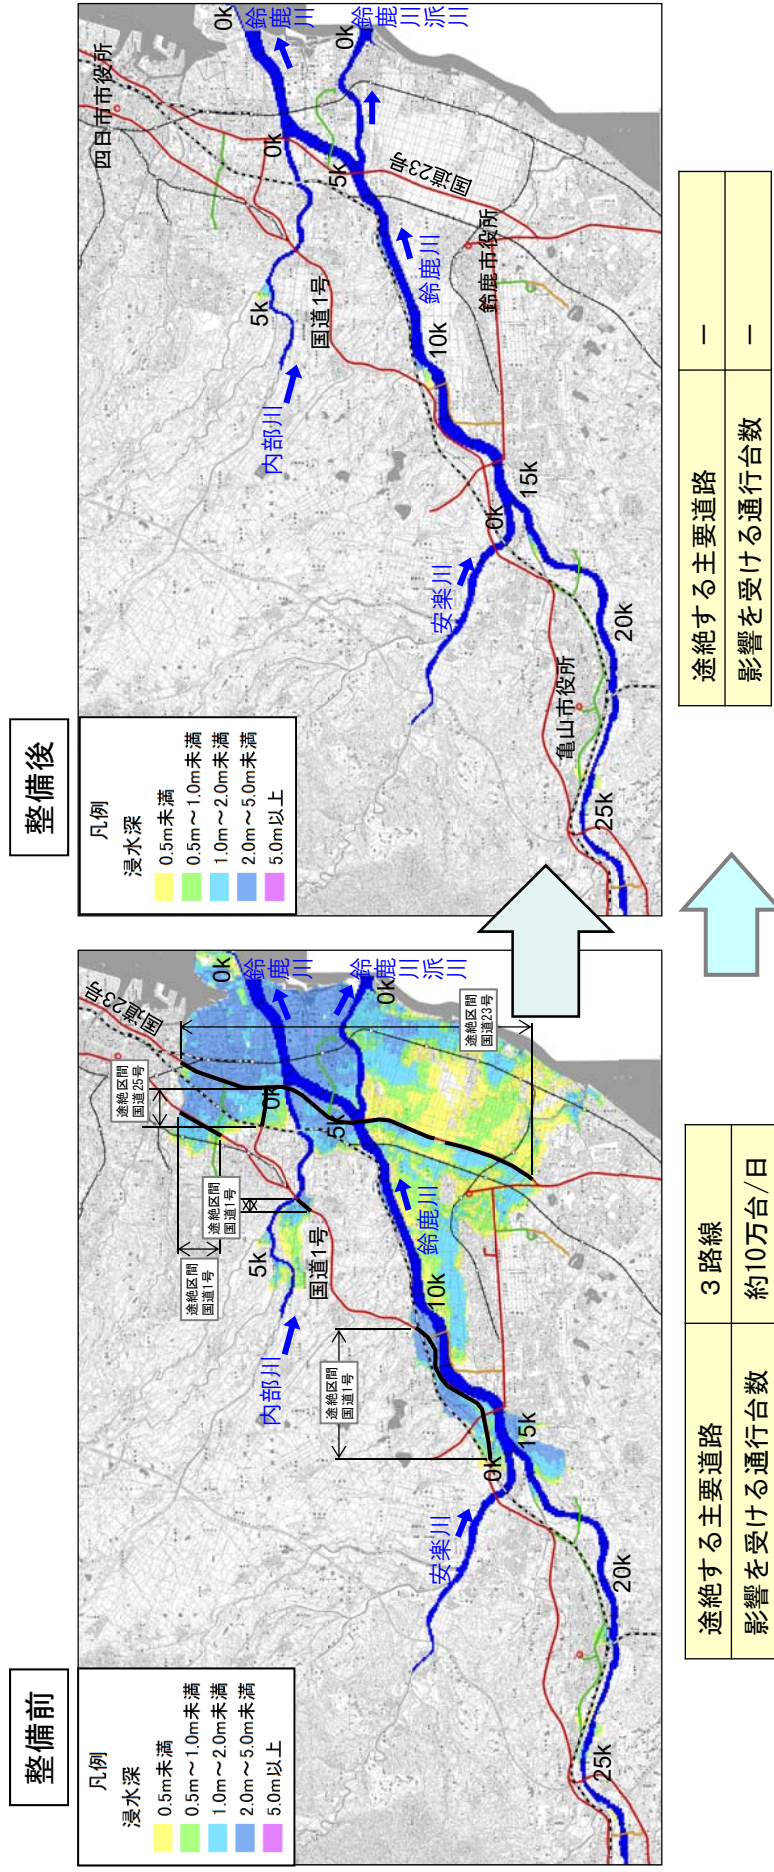 整備前
凡例
浸水深
0.5m未満
0.5m～1.0m未満
1.0m～2.0m未満
2.0m～5.0m未満
5.0m以上
国道23号
途絶区間
国道25号
途絶区間
国道1号
途絶区間
国道1号
途絶区間
国道1号
途絶区間
国道23号
0k
鈴鹿川
鈴鹿川派川
0k
0k
5k
5k
国道1号
内部川
鈴鹿川
10k
15k
0k
安楽川
20k
25k
途絶する主要道路
3路線
影響を受ける通行台数
約10万台/日
整備後
凡例
浸水深
0.5m未満
0.5m～1.0m未満
1.0m～2.0m未満
2.0m～5.0m未満
5.0m以上
四日市市役所
0k
鈴鹿川
鈴鹿川派川
0k
0k
5k
国道23号
5k
国道1号
内部川
鈴鹿川
鈴鹿市役所
10k
15k
0k
安楽川
亀山市役所
20k
25k
途絶する主要道路
－
影響を受ける通行台数
－